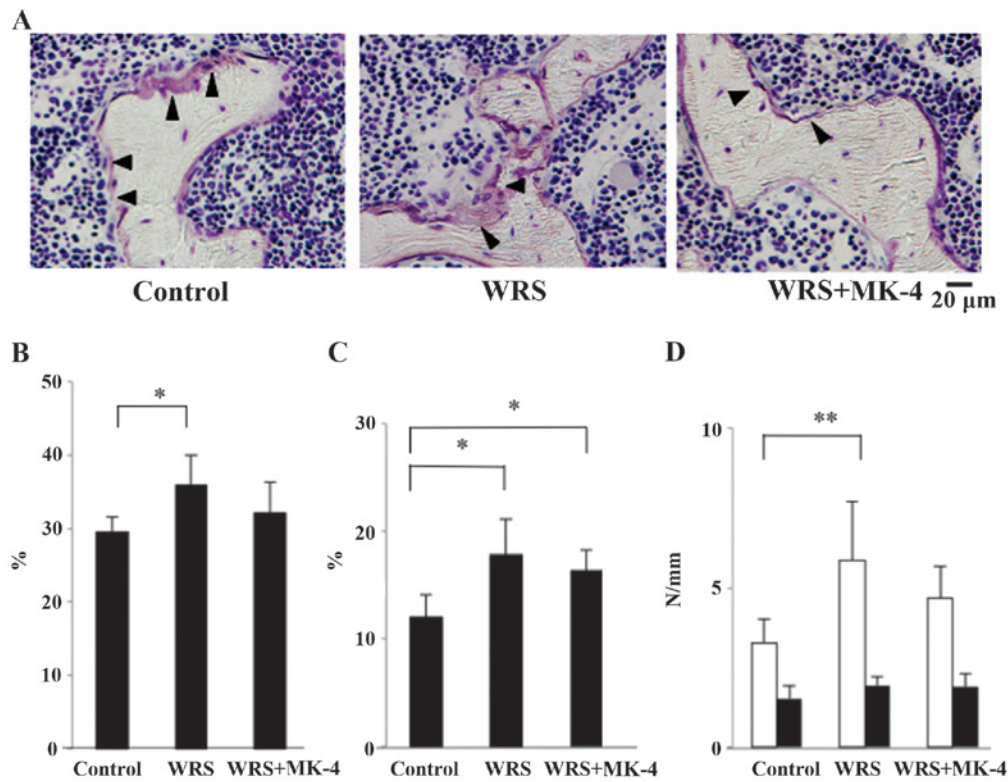 A
Control
WRS
WRS+MK-4
20 μm
B
*
50
40
30
20
10
0
%
Control
WRS
WRS+MK-4
C
*
*
30
20
10
0
%
Control
WRS
WRS+MK-4
D
**
10
5
0
N/mm
Control
WRS
WRS+MK-4